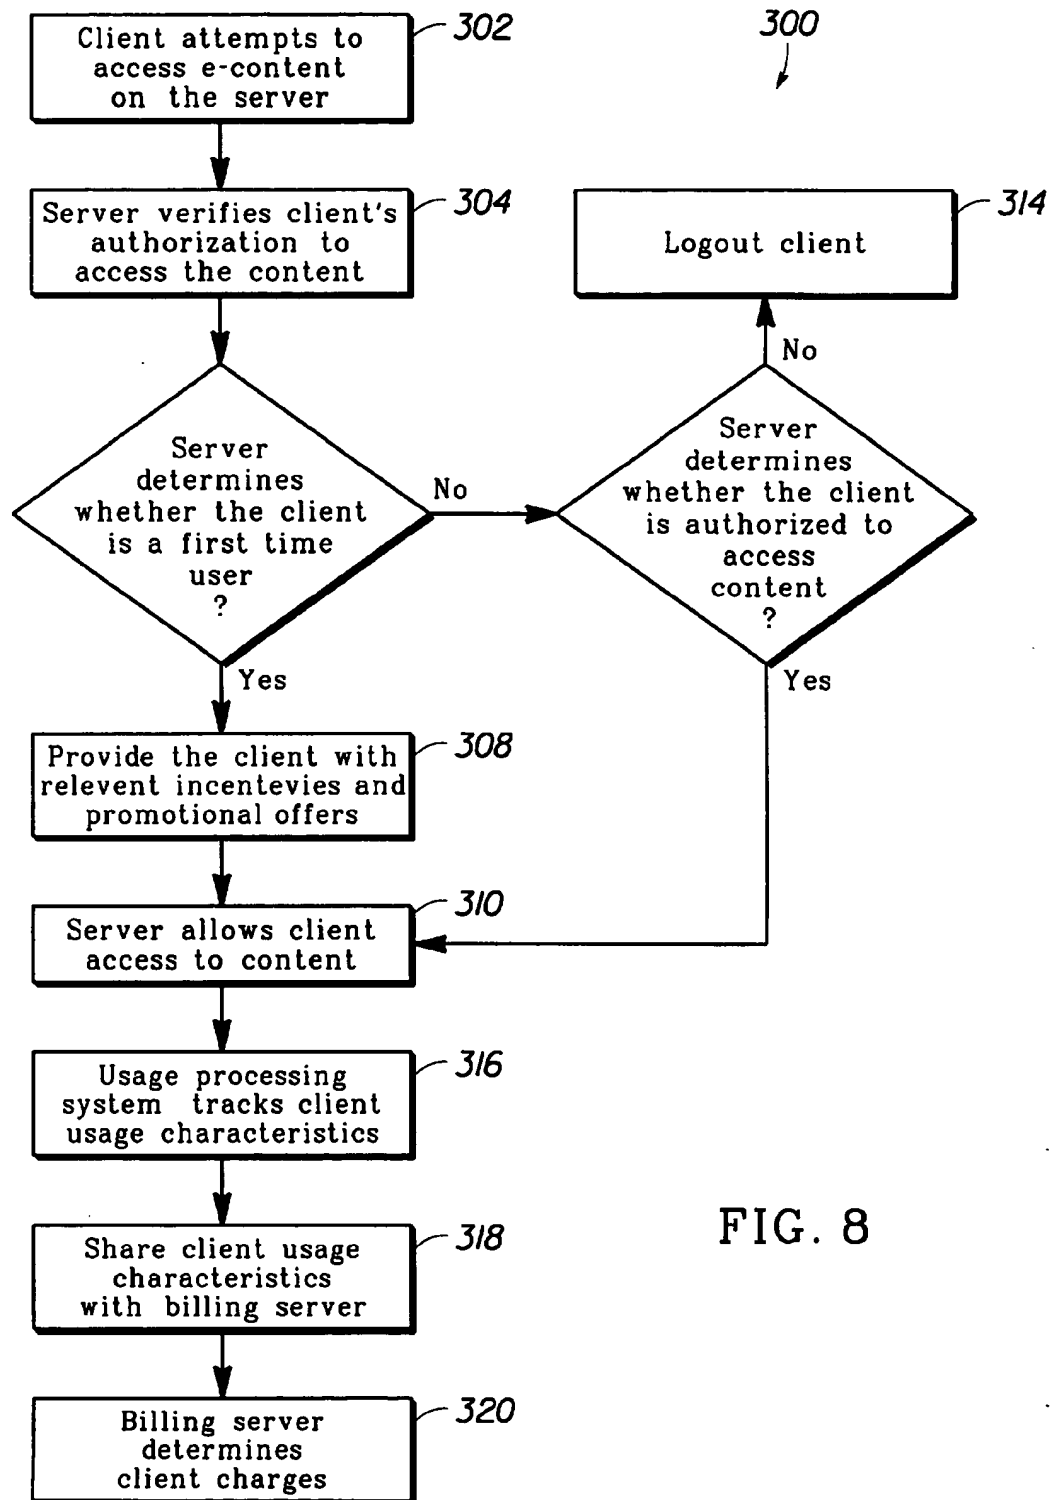 Client attempts to
access e-content
on the server
302
300
Server verifies client's
authorization to
access the content
304
Logout client
314
No
Server
determines
whether the client
is a first time
user
?
No
Server
determines
whether the client
is authorized to
access
content
?
Yes
Yes
Provide the client with
relevent incentevies and
promotional offers
308
Server allows client
access to content
310
Usage processing
system tracks client
usage characteristics
316
Share client usage
characteristics
with billing server
318
FIG. 8
Billing server
determines
client charges
320